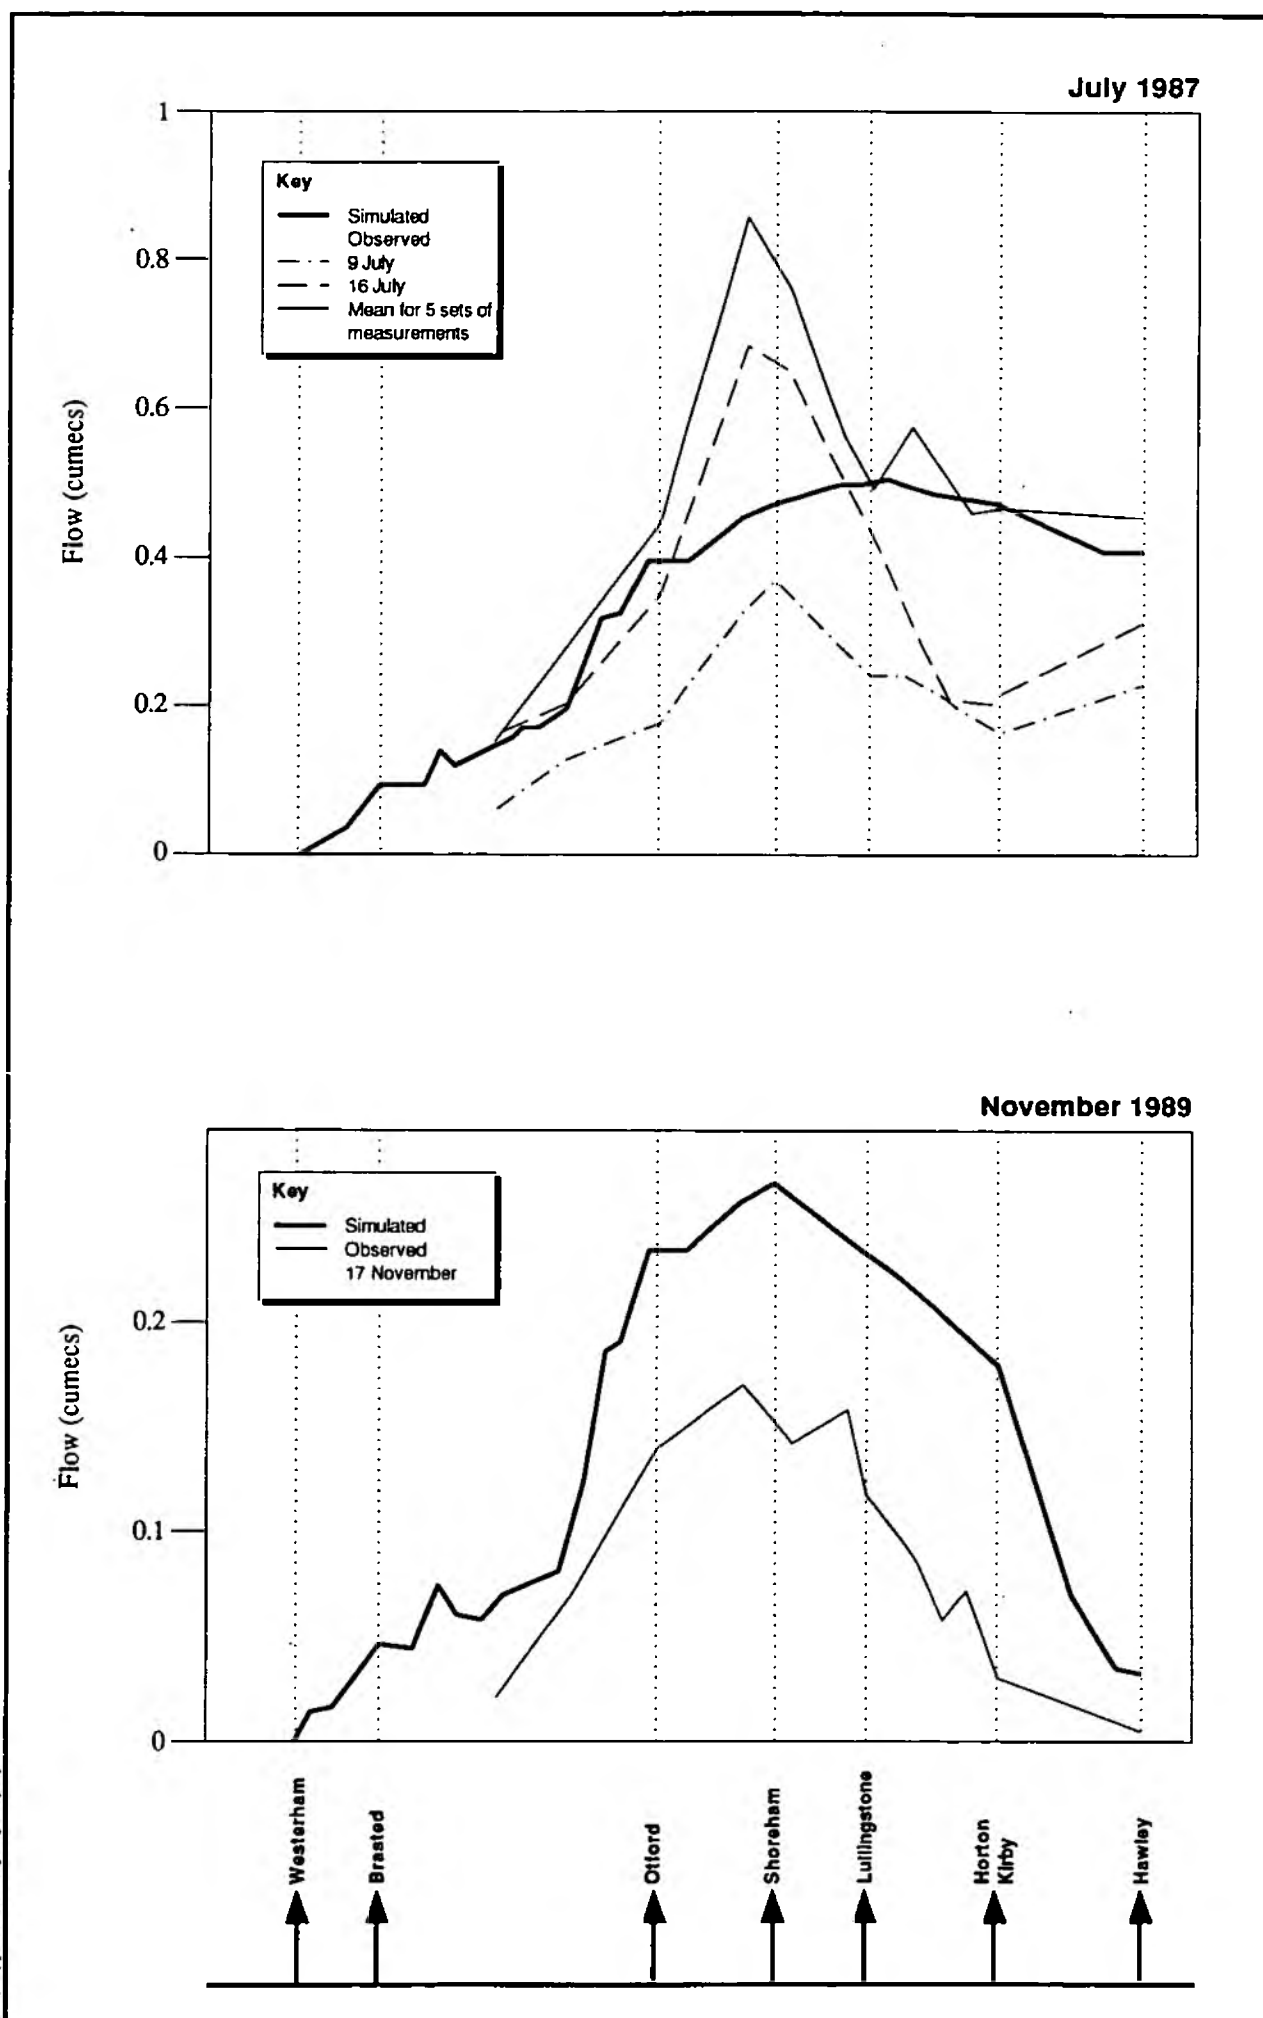 July 1987
1
Key
Simulated
Observed
9 July
16 July
Mean for 5 sets of
measurements
0.8
0.6
Flow (cumecs)
0.4
0.2
0
November 1989
Key
Simulated
Observed
17 November
0.2
Flow (cumecs)
0.1
0
Westerham
Brasted
Otford
Shoreham
Lullingstone
Horton
Kirby
Hawley